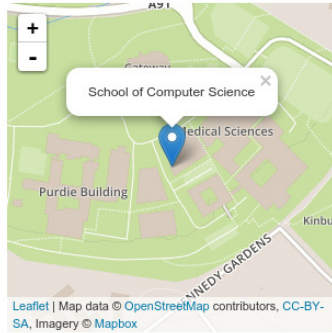 A91
+
-
Gateway
×
School of Computer Science
Medical Sciences
Purdie Building
Kinbu
NNEDY GARDENS
Leaflet | Map data © OpenStreetMap contributors, CC-BY-
SA, Imagery © Mapbox